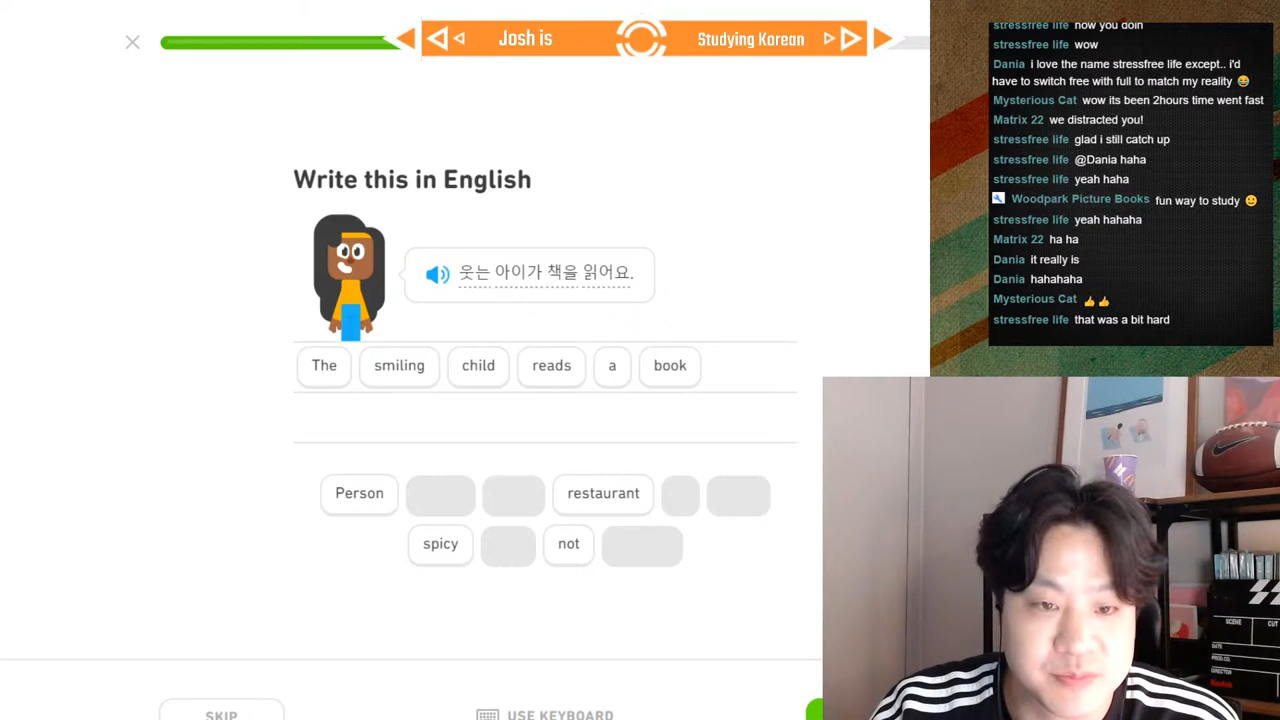 Josh is
Studying Korean
Write this in English
웃는 아이가 책을 읽어요.
The smiling child reads a book
Person restaurant
spicy not
SKIP
USE KEYBOARD
stressfree life how you doin
stressfree life wow
Dania i love the name stressfree life except.. i'd
have to switch free with full to match my reality 😂
Mysterious Cat wow its been 2hours time went fast
Matrix 22 we distracted you!
stressfree life glad i still catch up
stressfree life @Dania haha
stressfree life yeah haha
Woodpark Picture Books fun way to study 🙂
stressfree life yeah hahaha
Matrix 22 ha ha
Dania it really is
Dania hahahaha
Mysterious Cat 👍👍
stressfree life that was a bit hard
SCENE
CUT